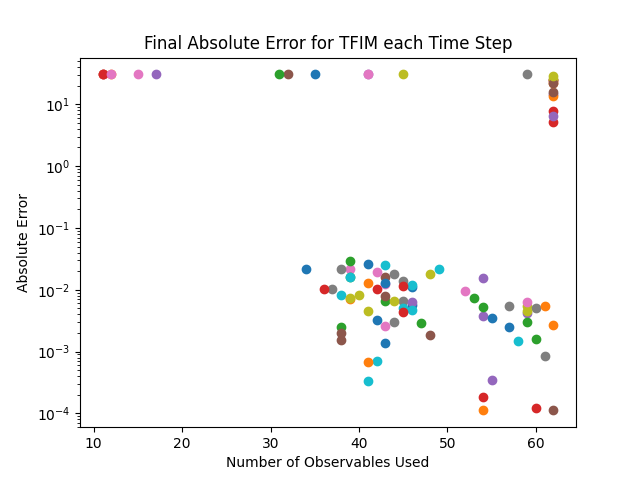 Final Absolute Error for TFIM each Time Step
Absolute Error
10^1
10^0
10^-1
10^-2
10^-3
10^-4
10 20 30 40 50 60
Number of Observables Used